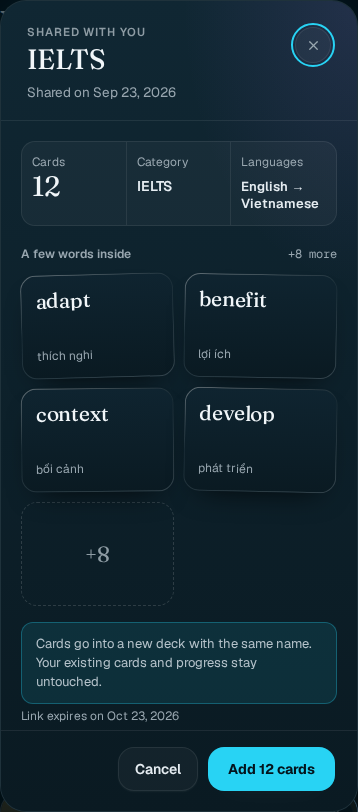 SHARED WITH YOU
IELTS
Shared on Sep 23, 2026
Cards
12
Category
IELTS
Languages
English →
Vietnamese
A few words inside
+8 more
adapt
thích nghi
benefit
lợi ích
context
bối cảnh
develop
phát triển
+8
Cards go into a new deck with the same name.
Your existing cards and progress stay
untouched.
Link expires on Oct 23, 2026
Cancel
Add 12 cards